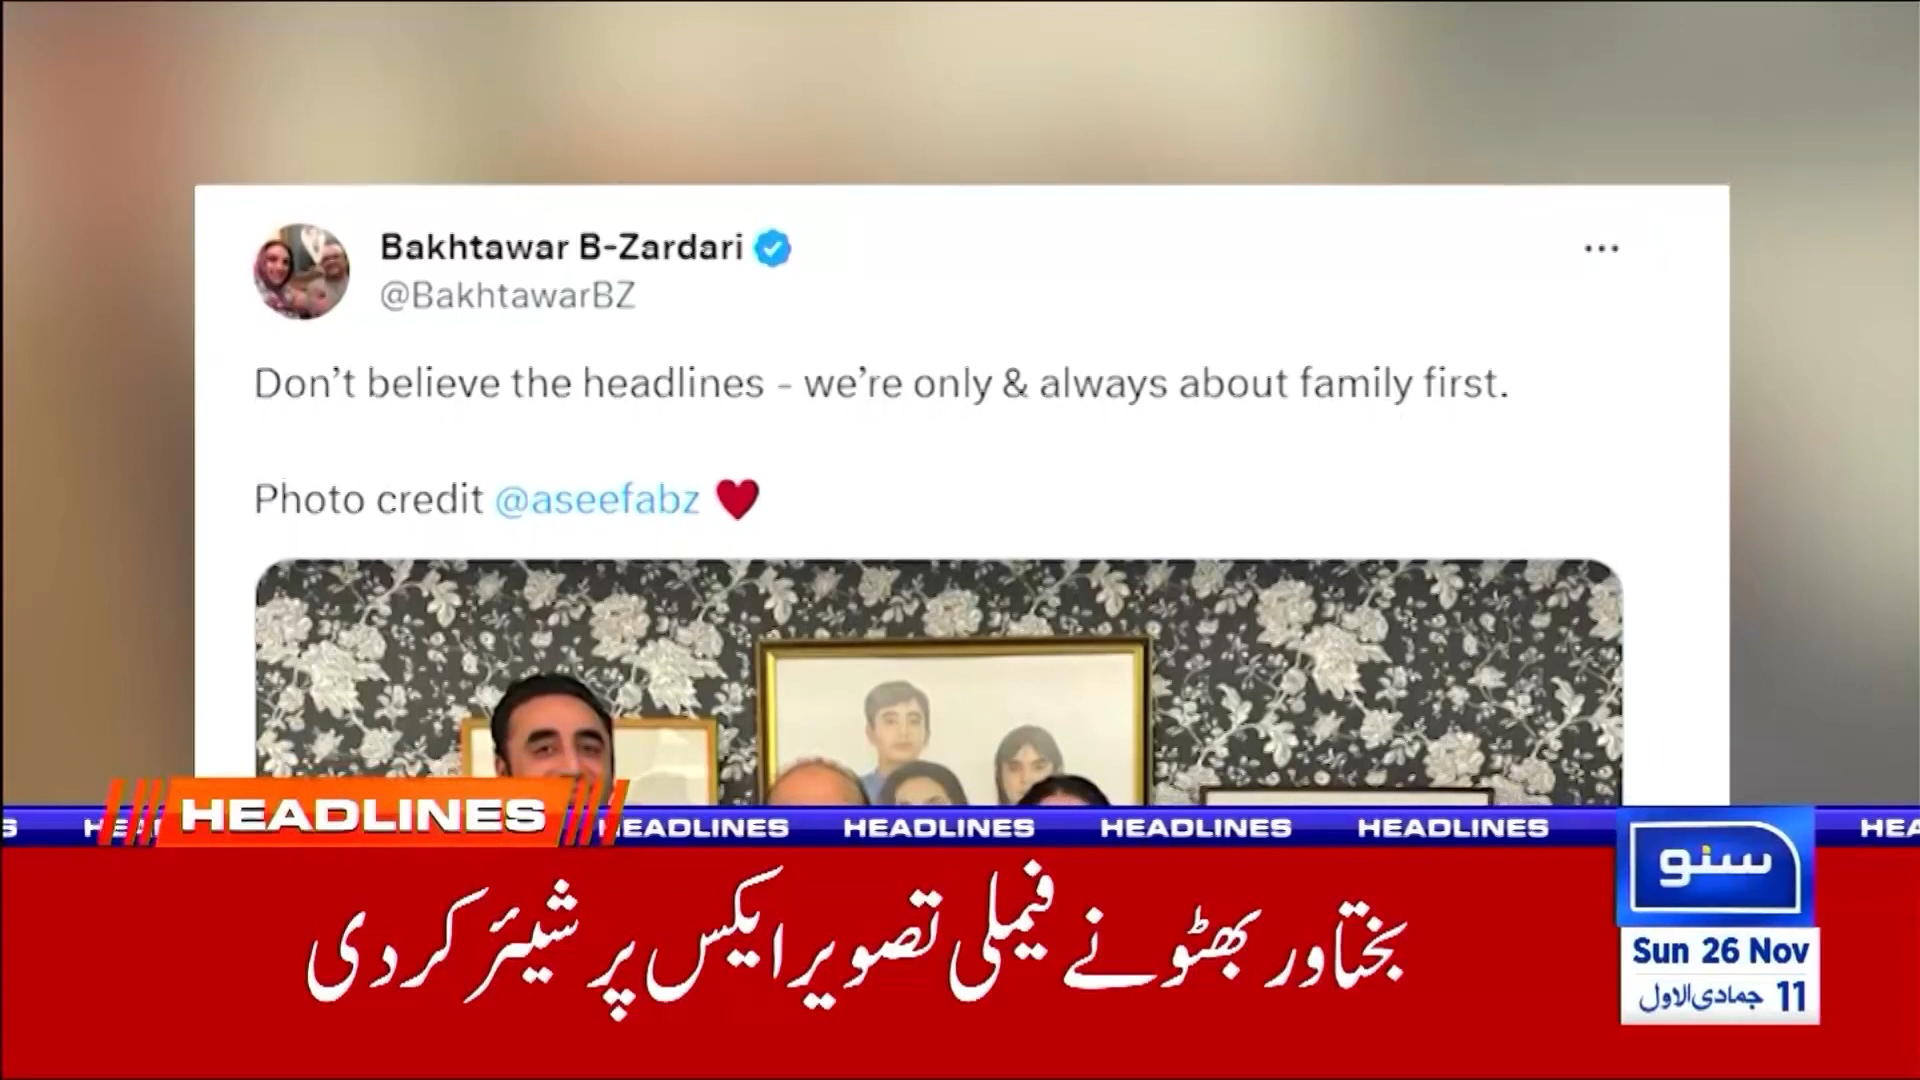 Bakhtawar B-Zardari
@BakhtawarBZ
Don’t believe the headlines - we’re only & always about family first.
Photo credit @aseefabz ❤
HEADLINES
HEADLINES HEADLINES HEADLINES HEADLINES
بختاور بھٹو نے فیملی تصویر ایکس پر شیئر کر دی
سنو
Sun 26 Nov
11 جمادی الاول